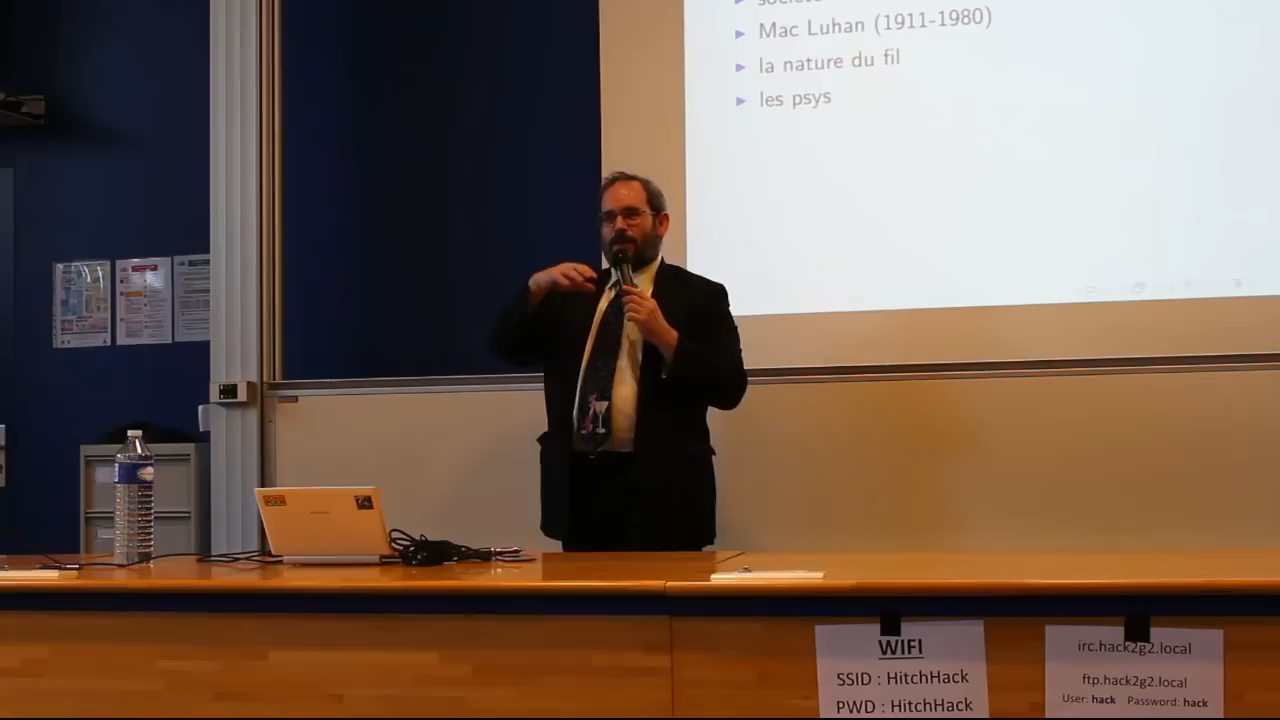 Mac Luhan (1911-1980)
la nature du fil
les psys
WIFI
SSID : HitchHack
PWD : HitchHack
irc.hack2g2.local
ftp.hack2g2.local
User: hack Password: hack